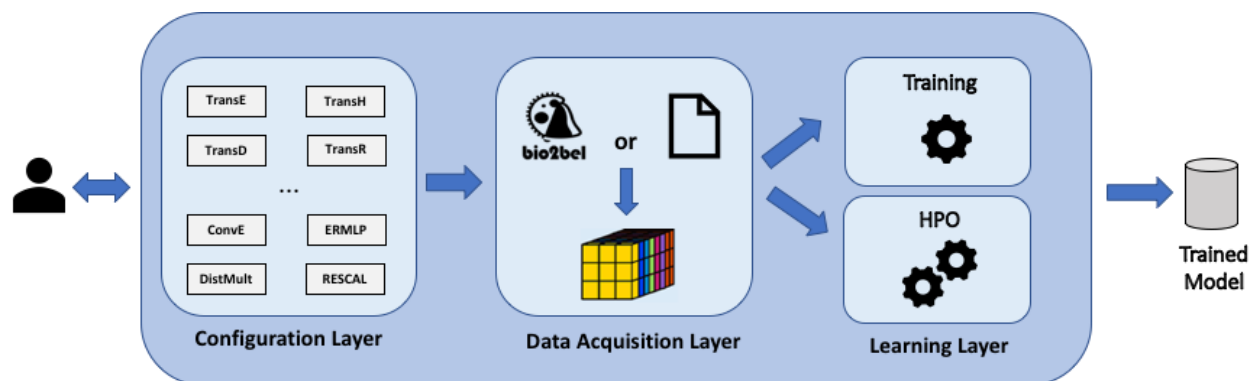 TransE
TransH
TransD
TransR
...
ConvE
ERMLP
DistMult
RESCAL
Configuration Layer
bio2bel
or
Data Acquisition Layer
Training
HPO
Learning Layer
Trained
Model